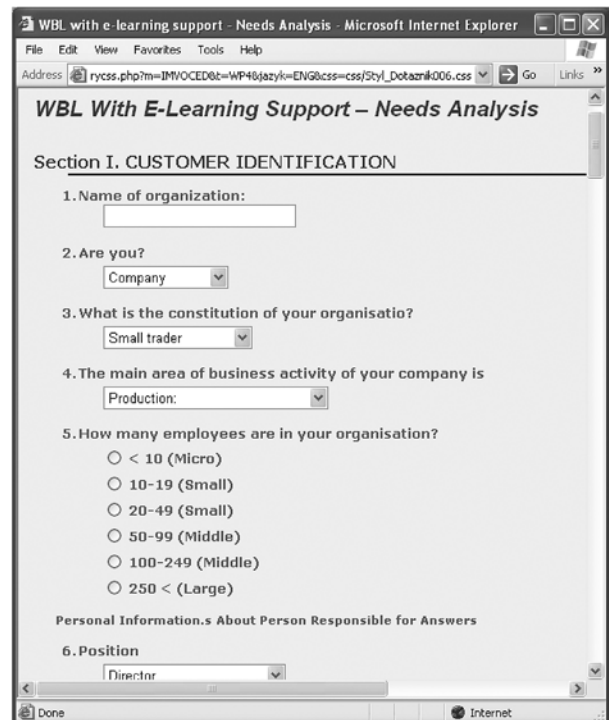 WBL with e-learning support - Needs Analysis - Microsoft Internet Explorer
File Edit View Favorites Tools Help
Address rycss.php?m=IMVOCED&t=WP4&jazyk=ENG&css=css/Styl_Dotaznik006.css Go Links »
WBL With E-Learning Support – Needs Analysis
Section I. CUSTOMER IDENTIFICATION
1. Name of organization:
2. Are you?
Company
3. What is the constitution of your organisatio?
Small trader
4. The main area of business activity of your company is
Production:
5. How many employees are in your organisation?
< 10 (Micro)
10-19 (Small)
20-49 (Small)
50-99 (Middle)
100-249 (Middle)
250 < (Large)
Personal Information.s About Person Responsible for Answers
6. Position
Director
Done Internet